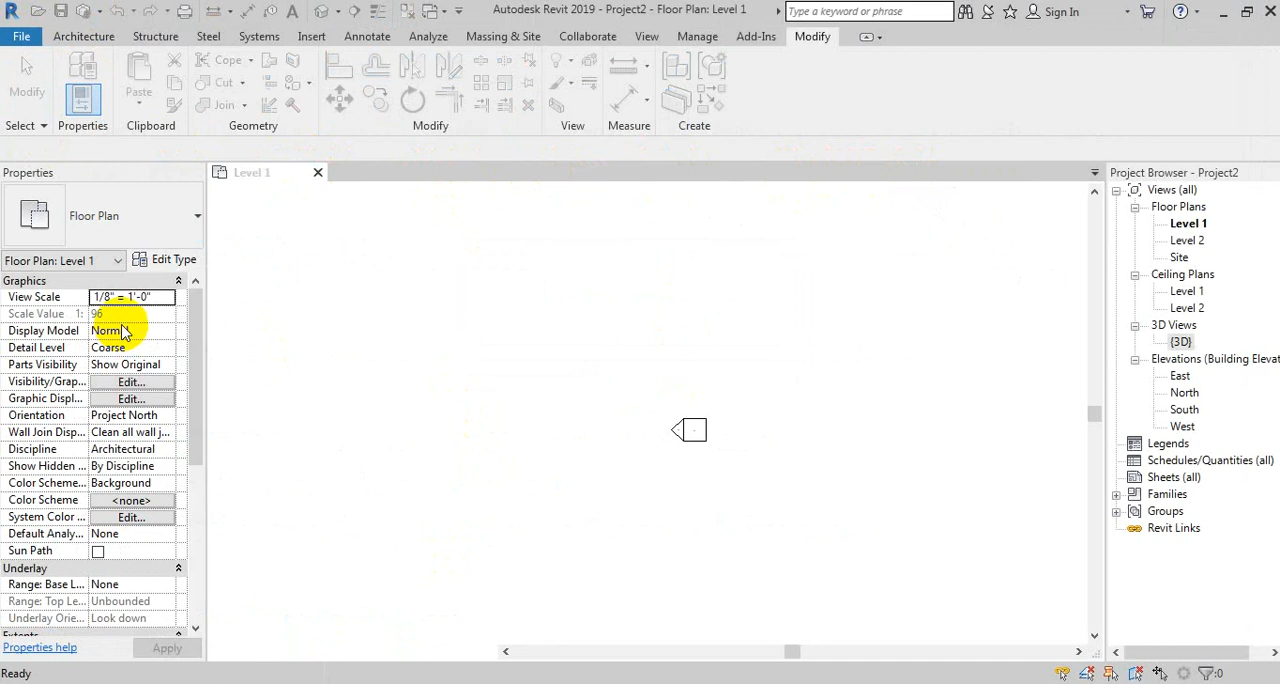 Autodesk Revit 2019 - Project2 - Floor Plan: Level 1
Type a keyword or phrase
Sign In
File Architecture Structure Steel Systems Insert Annotate Analyze Massing & Site Collaborate View Manage Add-Ins Modify
Modify
Paste
Cope
Cut
Join
Select Properties Clipboard Geometry Modify View Measure Create
Properties
Floor Plan
Floor Plan: Level 1
Edit Type
Graphics
View Scale 1/8" = 1'-0"
Scale Value 1: 96
Display Model
Detail Level Coarse
Parts Visibility Show Original
Visibility/Grap... Edit...
Graphic Displ... Edit...
Orientation Project North
Wall Join Disp... Clean all wall j...
Discipline Architectural
Show Hidden ... By Discipline
Color Scheme... Background
Color Scheme <none>
System Color ... Edit...
Default Analy... None
Sun Path
Underlay
Range: Base L... None
Range: Top Le... Unbounded
Underlay Orie... Look down
Properties help
Apply
Level 1
Project Browser - Project2
Views (all)
Floor Plans
Level 1
Level 2
Site
Ceiling Plans
Level 1
Level 2
3D Views
{3D}
Elevations (Building Elevat
East
North
South
West
Legends
Schedules/Quantities (all)
Sheets (all)
Families
Groups
Revit Links
Ready
:0